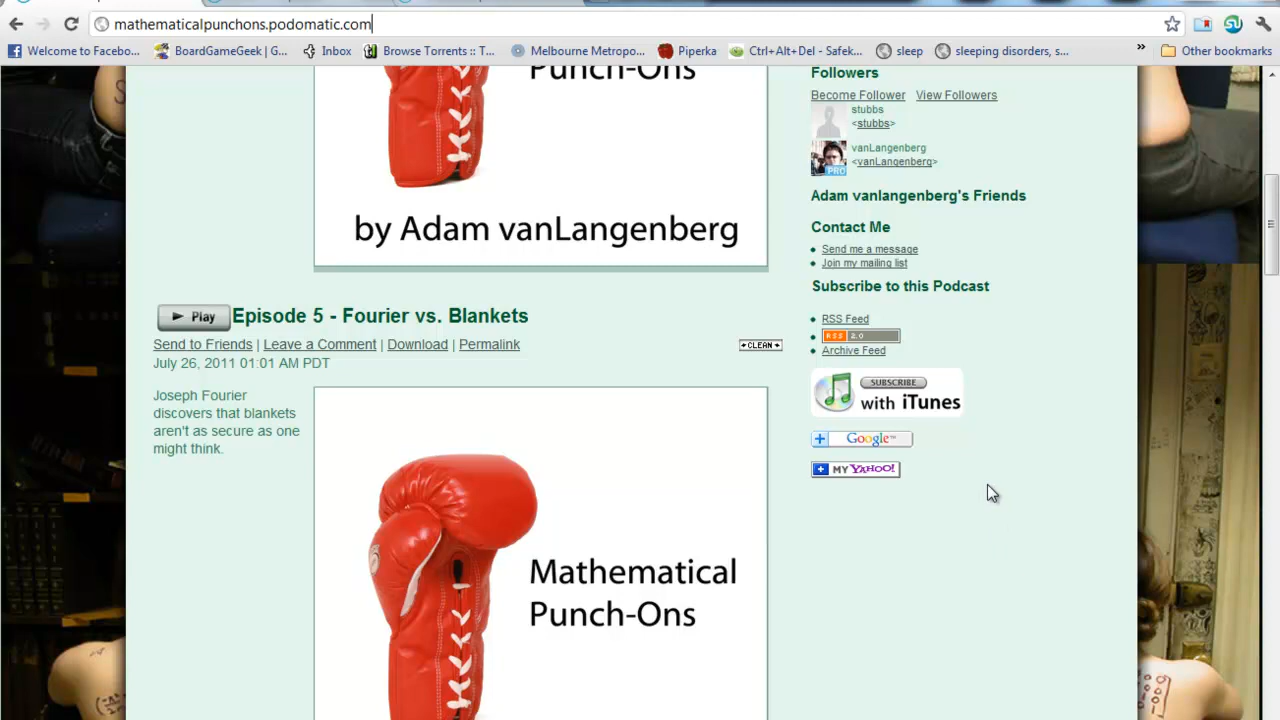 mathematicalpunchons.podomatic.com
Welcome to Facebo... BoardGameGeek | G... Inbox Browse Torrents :: T... Melbourne Metropo... Piperka Ctrl+Alt+Del - Safek... sleep sleeping disorders, s... » Other bookmarks
Punch-Ons
by Adam vanLangenberg
Play Episode 5 - Fourier vs. Blankets
Send to Friends | Leave a Comment | Download | Permalink
CLEAN
July 26, 2011 01:01 AM PDT
Joseph Fourier
discovers that blankets
aren't as secure as one
might think.
Mathematical
Punch-Ons
Followers
Become Follower View Followers
stubbs
<stubbs>
vanLangenberg
<vanLangenberg>
PRO
Adam vanlangenberg's Friends
Contact Me
Send me a message
Join my mailing list
Subscribe to this Podcast
RSS Feed
RSS 2.0
Archive Feed
SUBSCRIBE
with iTunes
+ Google™
+ MY YAHOO!